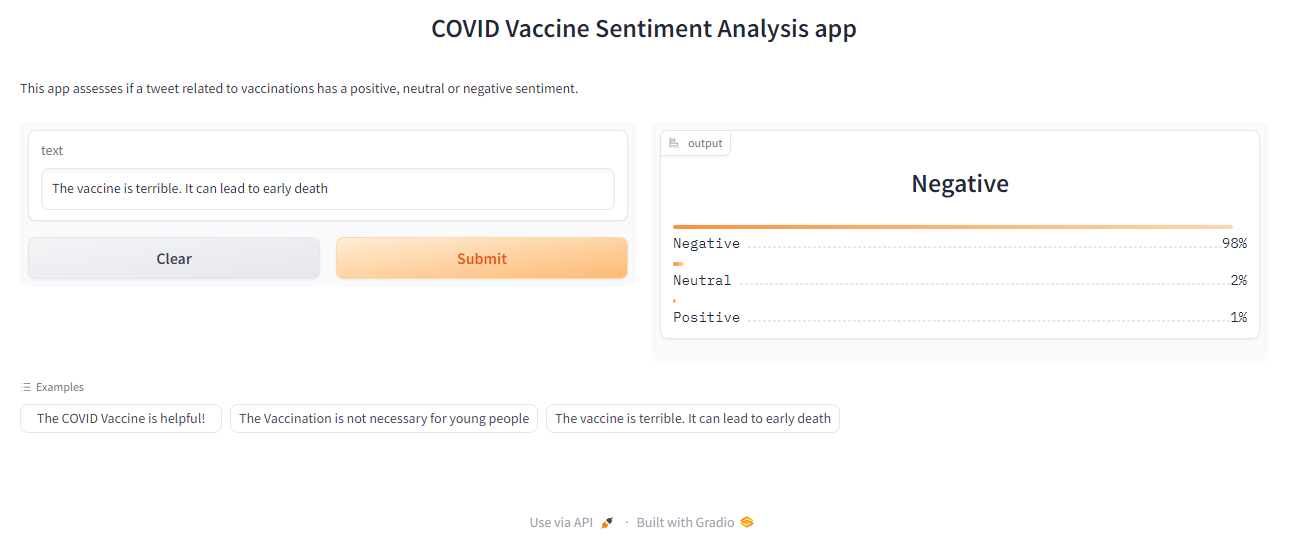 COVID Vaccine Sentiment Analysis app
This app assesses if a tweet related to vaccinations has a positive, neutral or negative sentiment.
text
The vaccine is terrible. It can lead to early death
Clear
Submit
output
Negative
Negative 98%
Neutral 2%
Positive 1%
Examples
The COVID Vaccine is helpful!
The Vaccination is not necessary for young people
The vaccine is terrible. It can lead to early death
Use via API · Built with Gradio